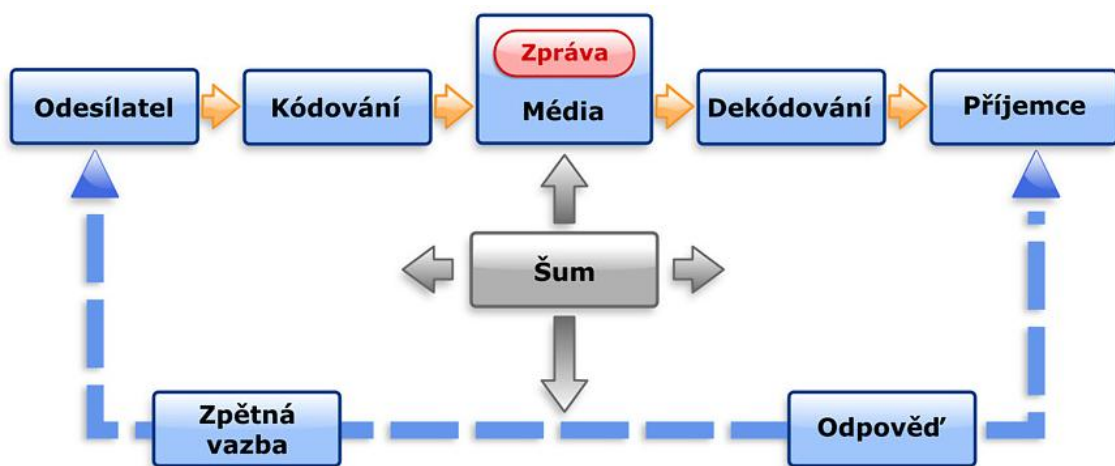 Zpráva
Odesílatel
Kódování
Média
Dekódování
Příjemce
Šum
Zpětná
vazba
Odpověď